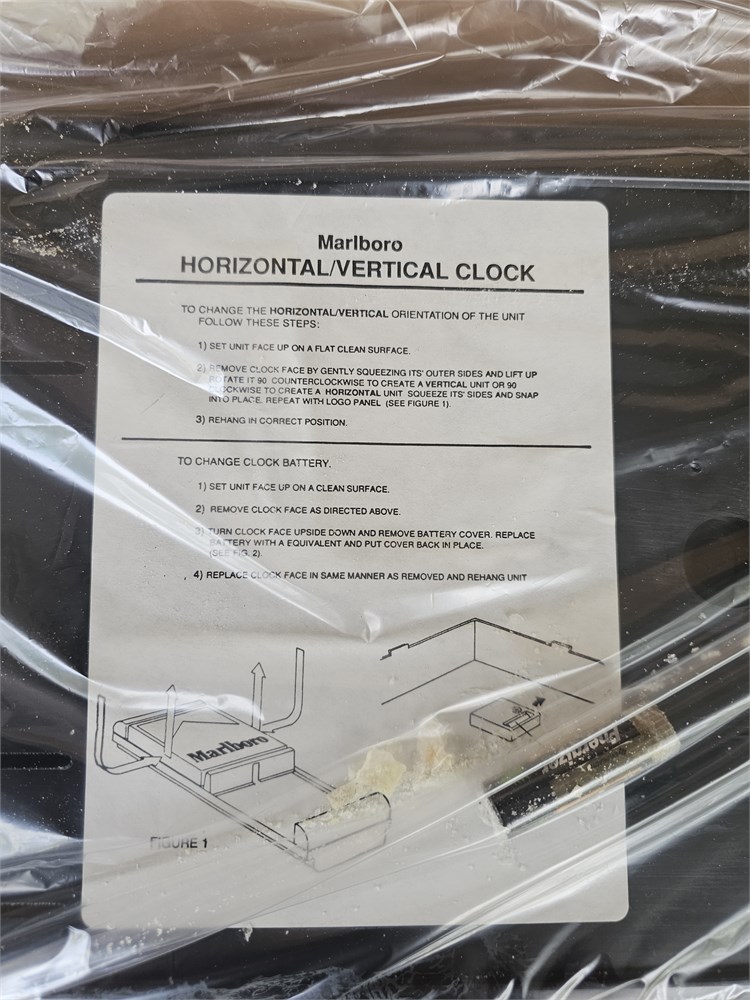 Marlboro
HORIZONTAL/VERTICAL CLOCK
TO CHANGE THE HORIZONTAL/VERTICAL ORIENTATION OF THE UNIT
FOLLOW THESE STEPS:
1) SET UNIT FACE UP ON A FLAT CLEAN SURFACE.
2) REMOVE CLOCK FACE BY GENTLY SQUEEZING ITS' OUTER SIDES AND LIFT UP
ROTATE IT 90 COUNTERCLOCKWISE TO CREATE A VERTICAL UNIT OR 90
CLOCKWISE TO CREATE A HORIZONTAL UNIT SQUEEZE ITS' SIDES AND SNAP
INTO PLACE. REPEAT WITH LOGO PANEL (SEE FIGURE 1).
3) REHANG IN CORRECT POSITION.
TO CHANGE CLOCK BATTERY.
1) SET UNIT FACE UP ON A CLEAN SURFACE.
2) REMOVE CLOCK FACE AS DIRECTED ABOVE.
3) TURN CLOCK FACE UPSIDE DOWN AND REMOVE BATTERY COVER. REPLACE
BATTERY WITH A EQUIVALENT AND PUT COVER BACK IN PLACE.
(SEE FIG. 2).
4) REPLACE CLOCK FACE IN SAME MANNER AS REMOVED AND REHANG UNIT
Marlboro
Energizer
FIGURE 1